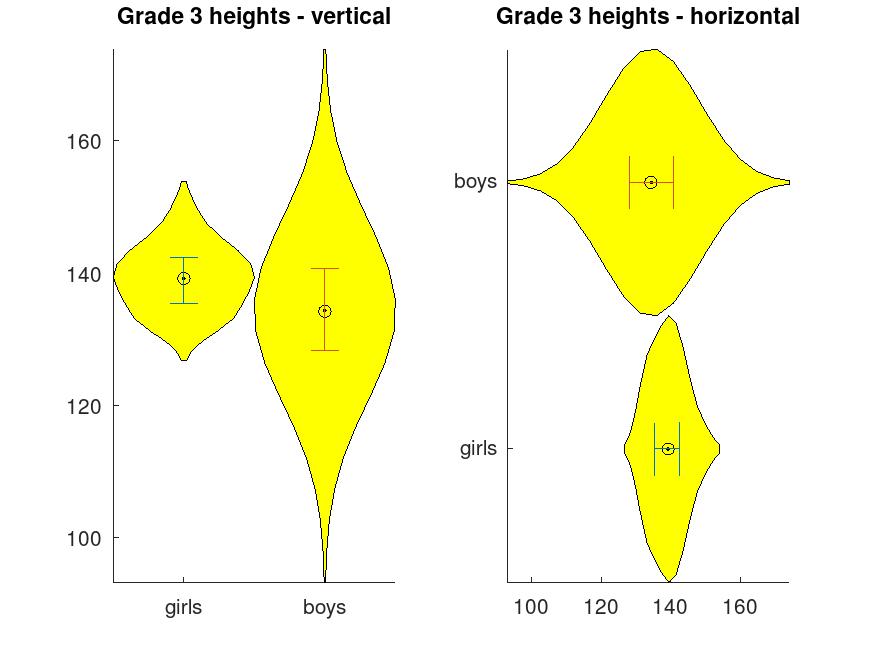 Grade 3 heights - vertical
160
140
120
100
girls
boys
Grade 3 heights - horizontal
boys
girls
100
120
140
160